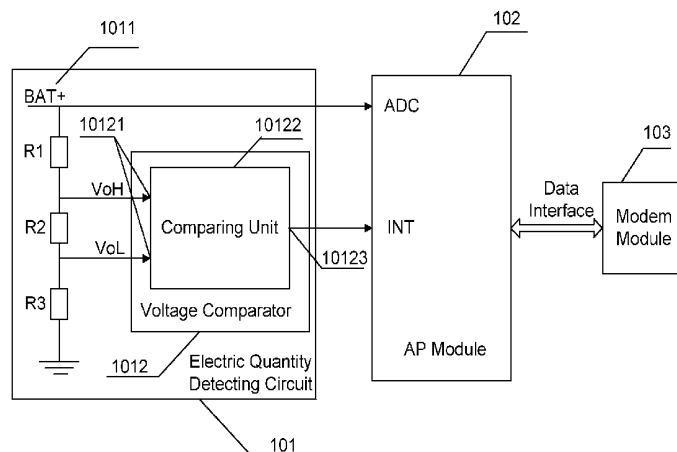 1011
102
BAT+
10121
10122
ADC
103
R1
VoH
Data
Interface
Modem
Module
R2
Comparing Unit
INT
VoL
10123
R3
Voltage Comparator
AP Module
1012
Electric Quantity
Detecting Circuit
101